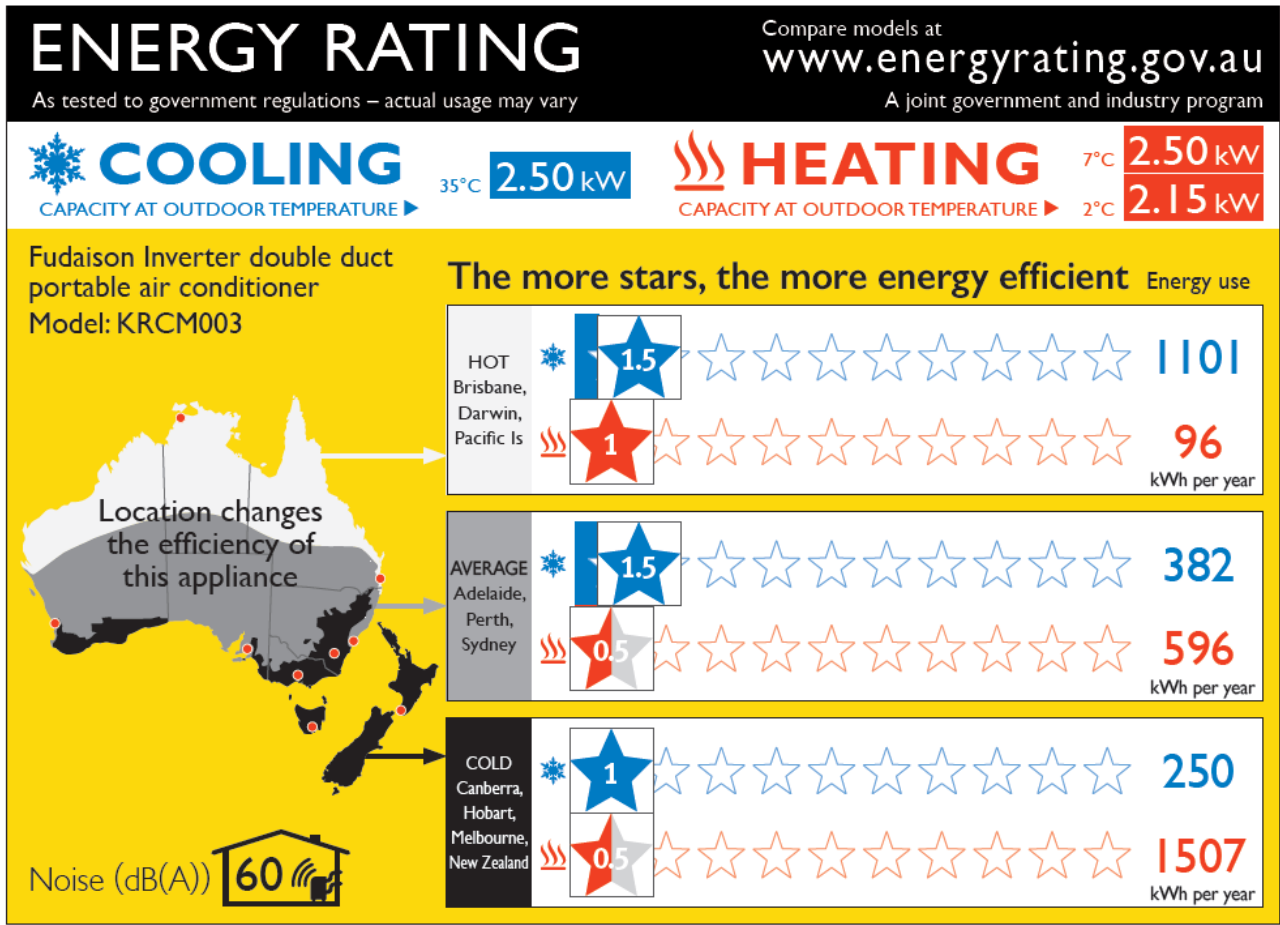 ENERGY RATING
As tested to government regulations – actual usage may vary
Compare models at
www.energyrating.gov.au
A joint government and industry program
COOLING
CAPACITY AT OUTDOOR TEMPERATURE
35°C 2.50 kW
HEATING
CAPACITY AT OUTDOOR TEMPERATURE
7°C 2.50 kW
2°C 2.15 kW
Fudaison Inverter double duct
portable air conditioner
Model: KRCM003
Location changes
the efficiency of
this appliance
Noise (dB(A)) 60
The more stars, the more energy efficient Energy use
HOT
Brisbane,
Darwin,
Pacific Is
1.5 1101
1 96
kWh per year
AVERAGE
Adelaide,
Perth,
Sydney
1.5 382
0.5 596
kWh per year
COLD
Canberra,
Hobart,
Melbourne,
New Zealand
1 250
0.5 1507
kWh per year